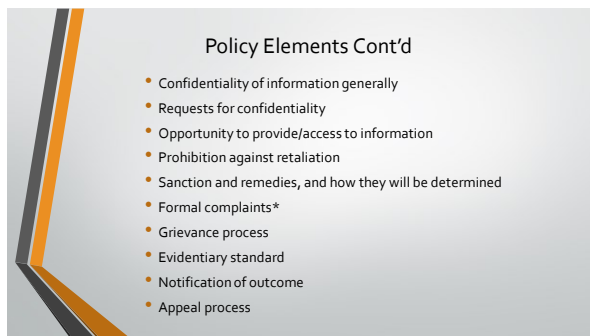 Policy Elements Cont'd
• Confidentiality of information generally
• Requests for confidentiality
• Opportunity to provide/access to information
• Prohibition against retaliation
• Sanction and remedies, and how they will be determined
• Formal complaints*
• Grievance process
• Evidentiary standard
• Notification of outcome
• Appeal process